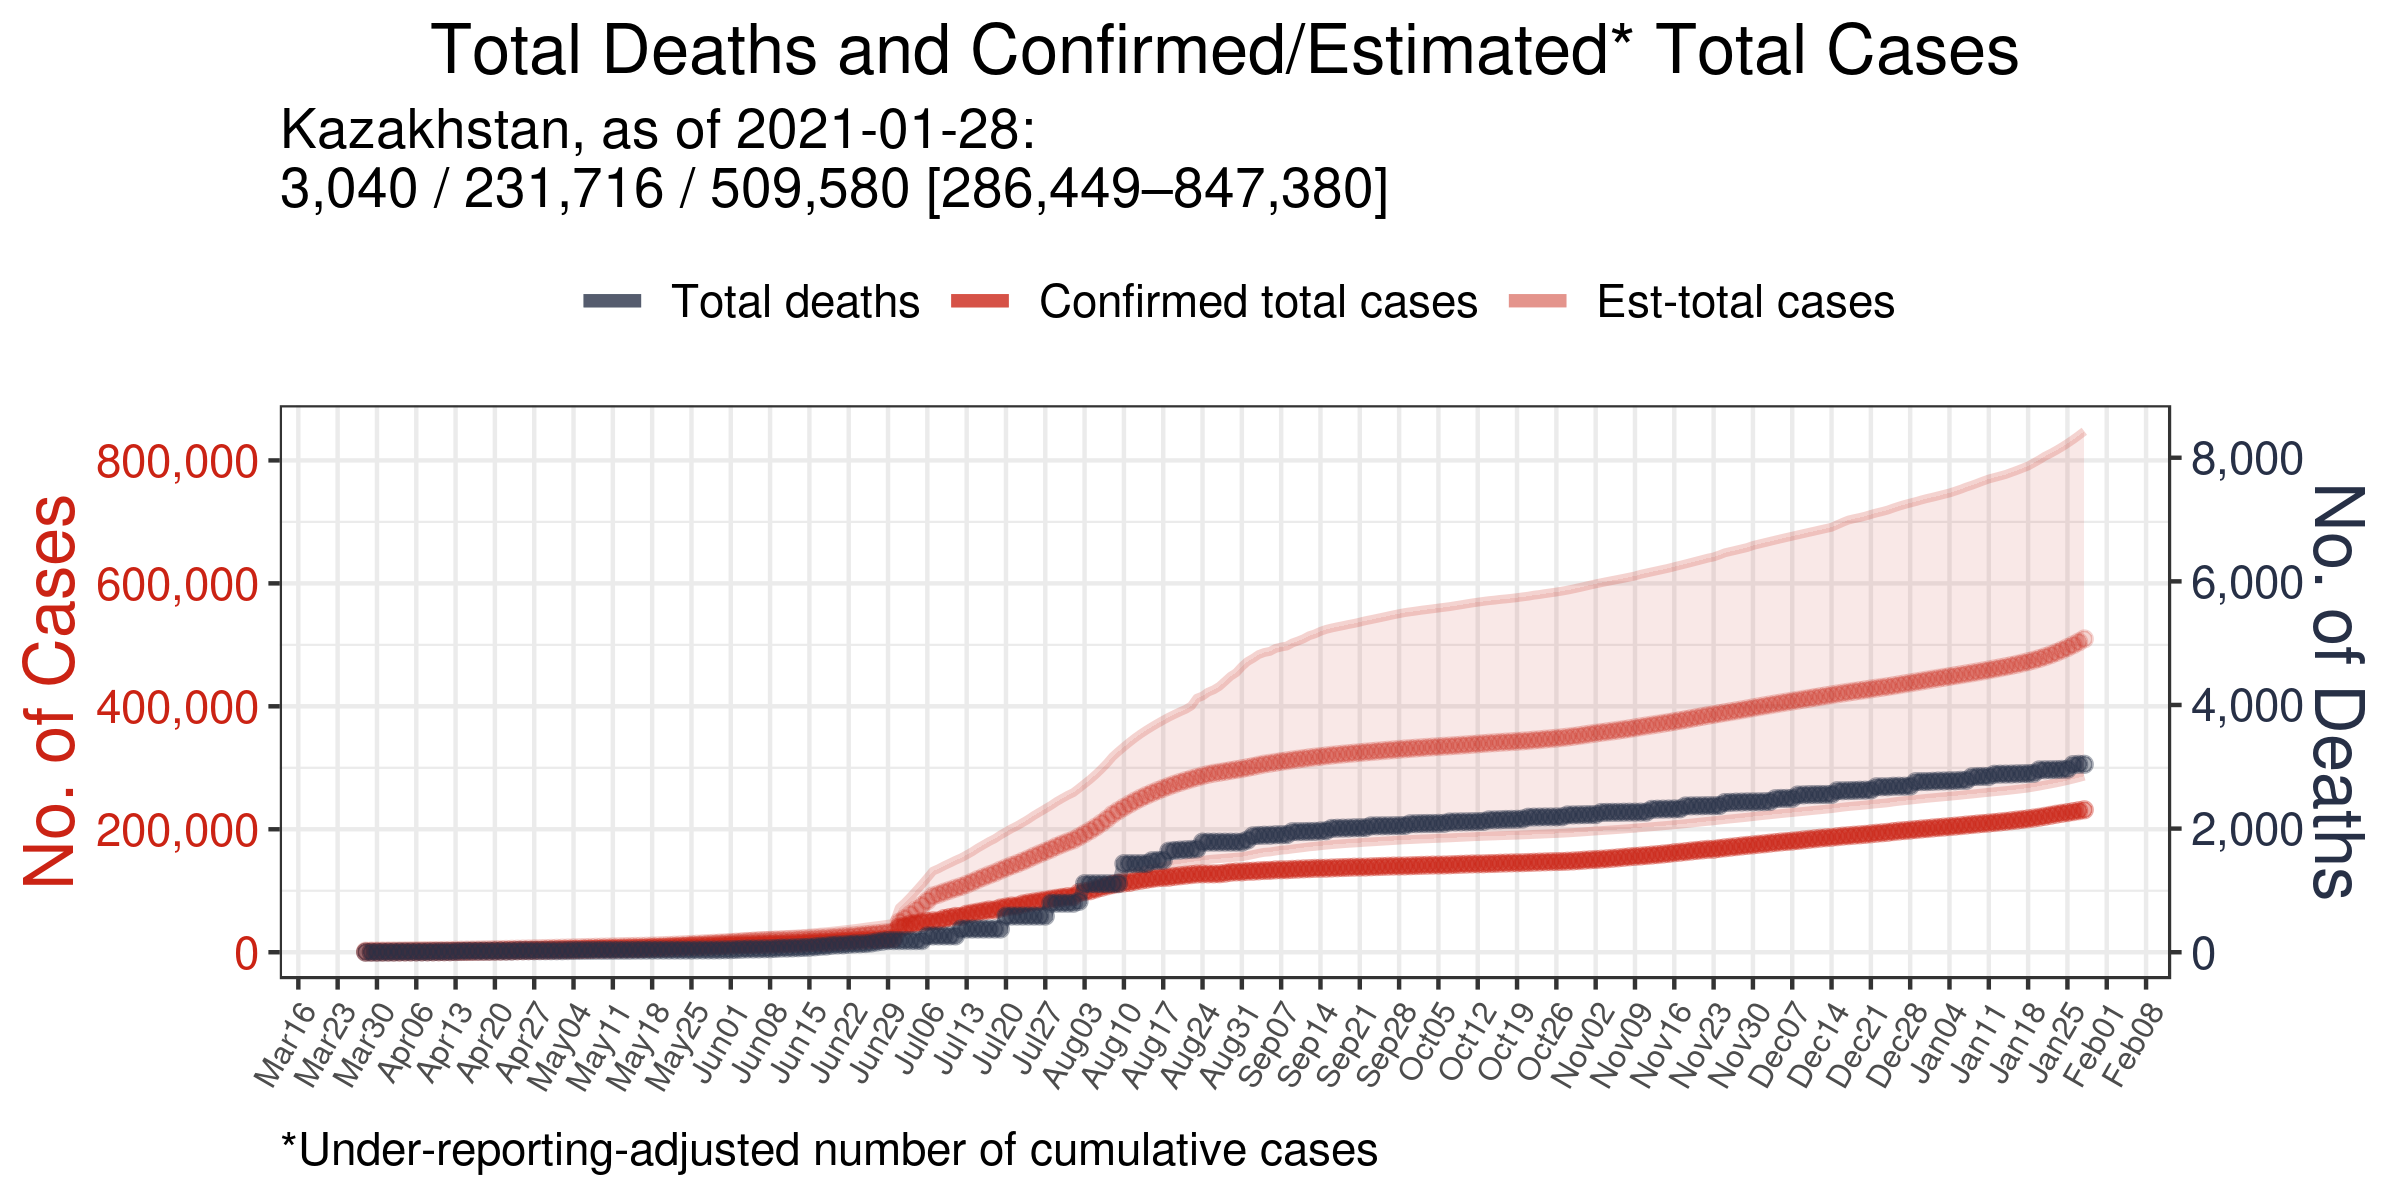 Total Deaths and Confirmed/Estimated* Total Cases
Kazakhstan, as of 2021-01-28:
3,040 / 231,716 / 509,580 [286,449–847,380]
Total deaths Confirmed total cases Est-total cases
No. of Cases
800,000
600,000
400,000
200,000
0
8,000
6,000
4,000
2,000
0
No. of Deaths
Mar16 Mar23 Mar30 Apr06 Apr13 Apr20 Apr27 May04 May11 May18 May25 Jun01 Jun08 Jun15 Jun22 Jun29 Jul06 Jul13 Jul20 Jul27 Aug03 Aug10 Aug17 Aug24 Aug31 Sep07 Sep14 Sep21 Sep28 Oct05 Oct12 Oct19 Oct26 Nov02 Nov09 Nov16 Nov23 Nov30 Dec07 Dec14 Dec21 Dec28 Jan04 Jan11 Jan18 Jan25 Feb01 Feb08
*Under-reporting-adjusted number of cumulative cases